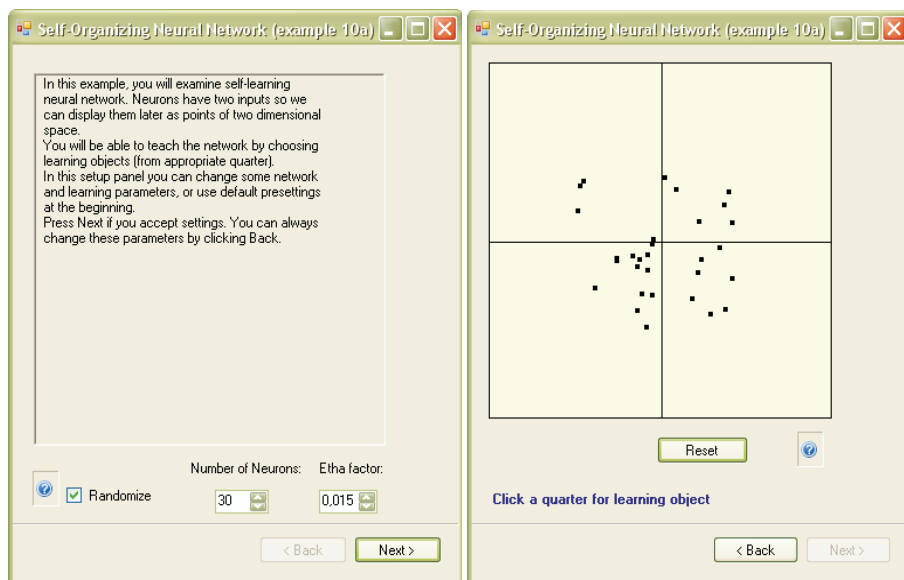 Self-Organizing Neural Network (example 10a)
In this example, you will examine self-learning
neural network. Neurons have two inputs so we
can display them later as points of two dimensional
space.
You will be able to teach the network by choosing
learning objects (from appropriate quarter).
In this setup panel you can change some network
and learning parameters, or use default presettings
at the beginning.
Press Next if you accept settings. You can always
change these parameters by clicking Back.
Number of Neurons: Etha factor:
Randomize 30 0,015
< Back Next >
Self-Organizing Neural Network (example 10a)
Reset
Click a quarter for learning object
< Back Next >